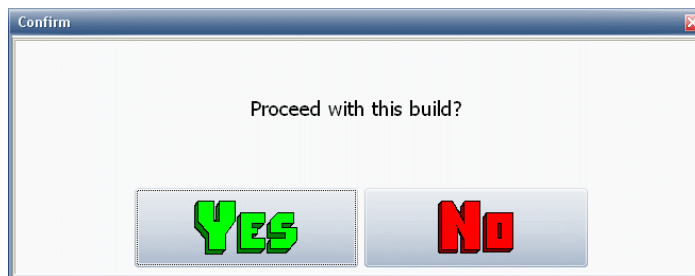 Confirm
Proceed with this build?
Yes
No